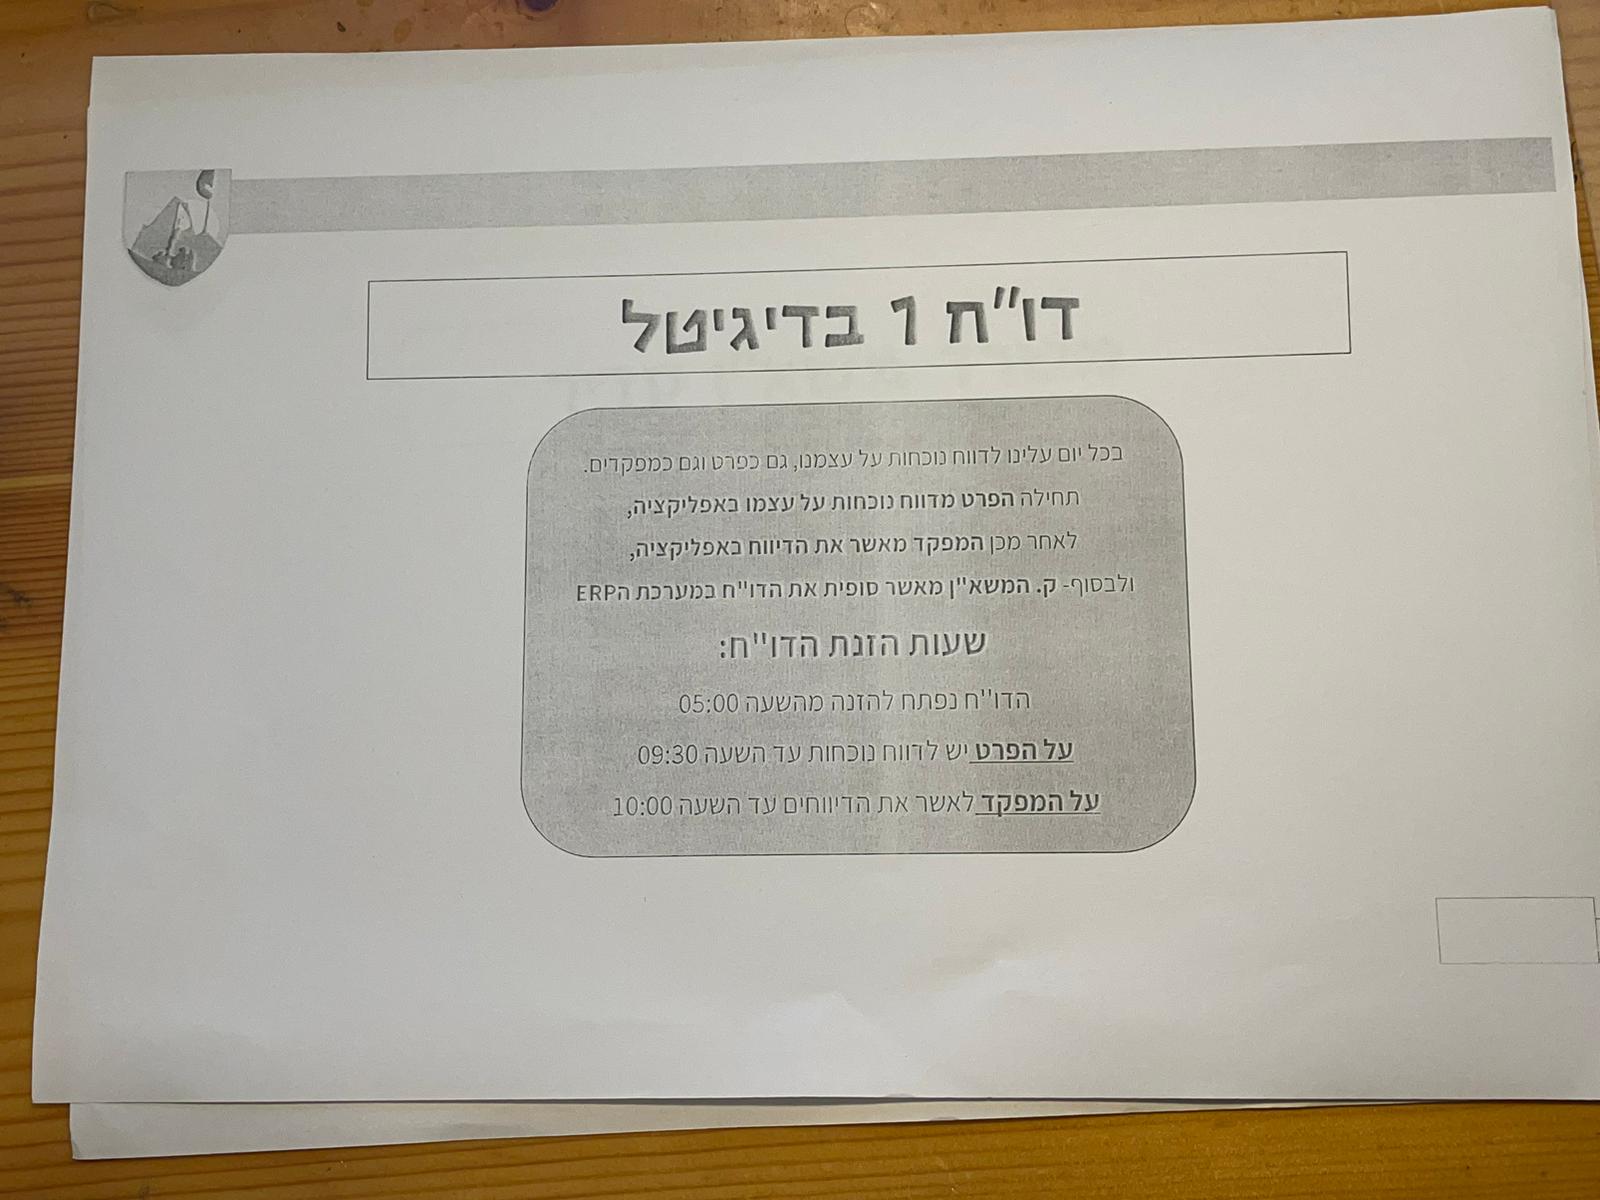 דו"ח 1 בדיגיטל
בכל יום עלינו לדווח נוכחות על עצמנו, גם כפרט וגם כמפקדים.
תחילה הפרט מדווח נוכחות על עצמו באפליקציה,
לאחר מכן המפקד מאשר את הדיווח באפליקציה,
ולבסוף- ק. המשא"ן מאשר סופית את הדו"ח במערכת הERP
שעות הזנת הדו"ח:
הדו"ח נפתח להזנה מהשעה 05:00
על הפרט יש לדווח נוכחות עד השעה 09:30
על המפקד לאשר את הדיווחים עד השעה 10:00